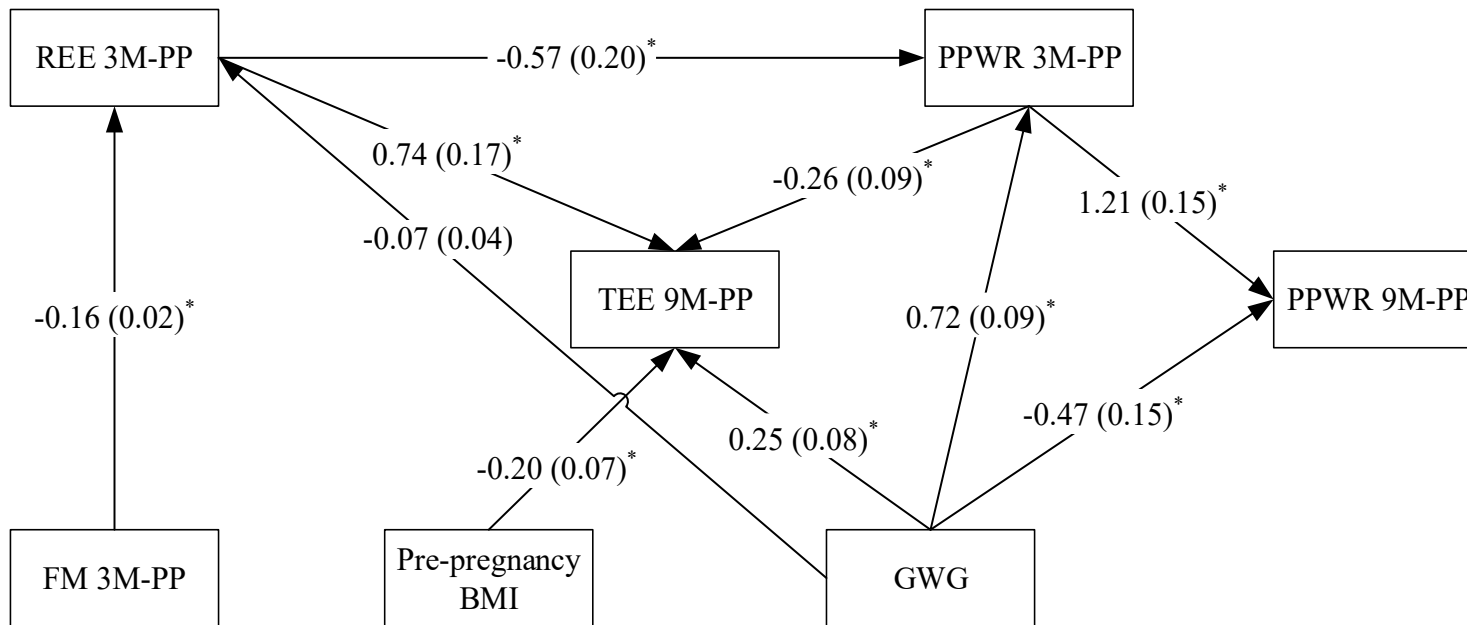 REE 3M-PP
-0.57 (0.20)*
PPWR 3M-PP
0.74 (0.17)*
-0.26 (0.09)*
1.21 (0.15)*
-0.07 (0.04)
TEE 9M-PP
PPWR 9M-PP
-0.16 (0.02)*
0.72 (0.09)*
-0.47 (0.15)*
0.25 (0.08)*
-0.20 (0.07)*
FM 3M-PP
Pre-pregnancy
BMI
GWG